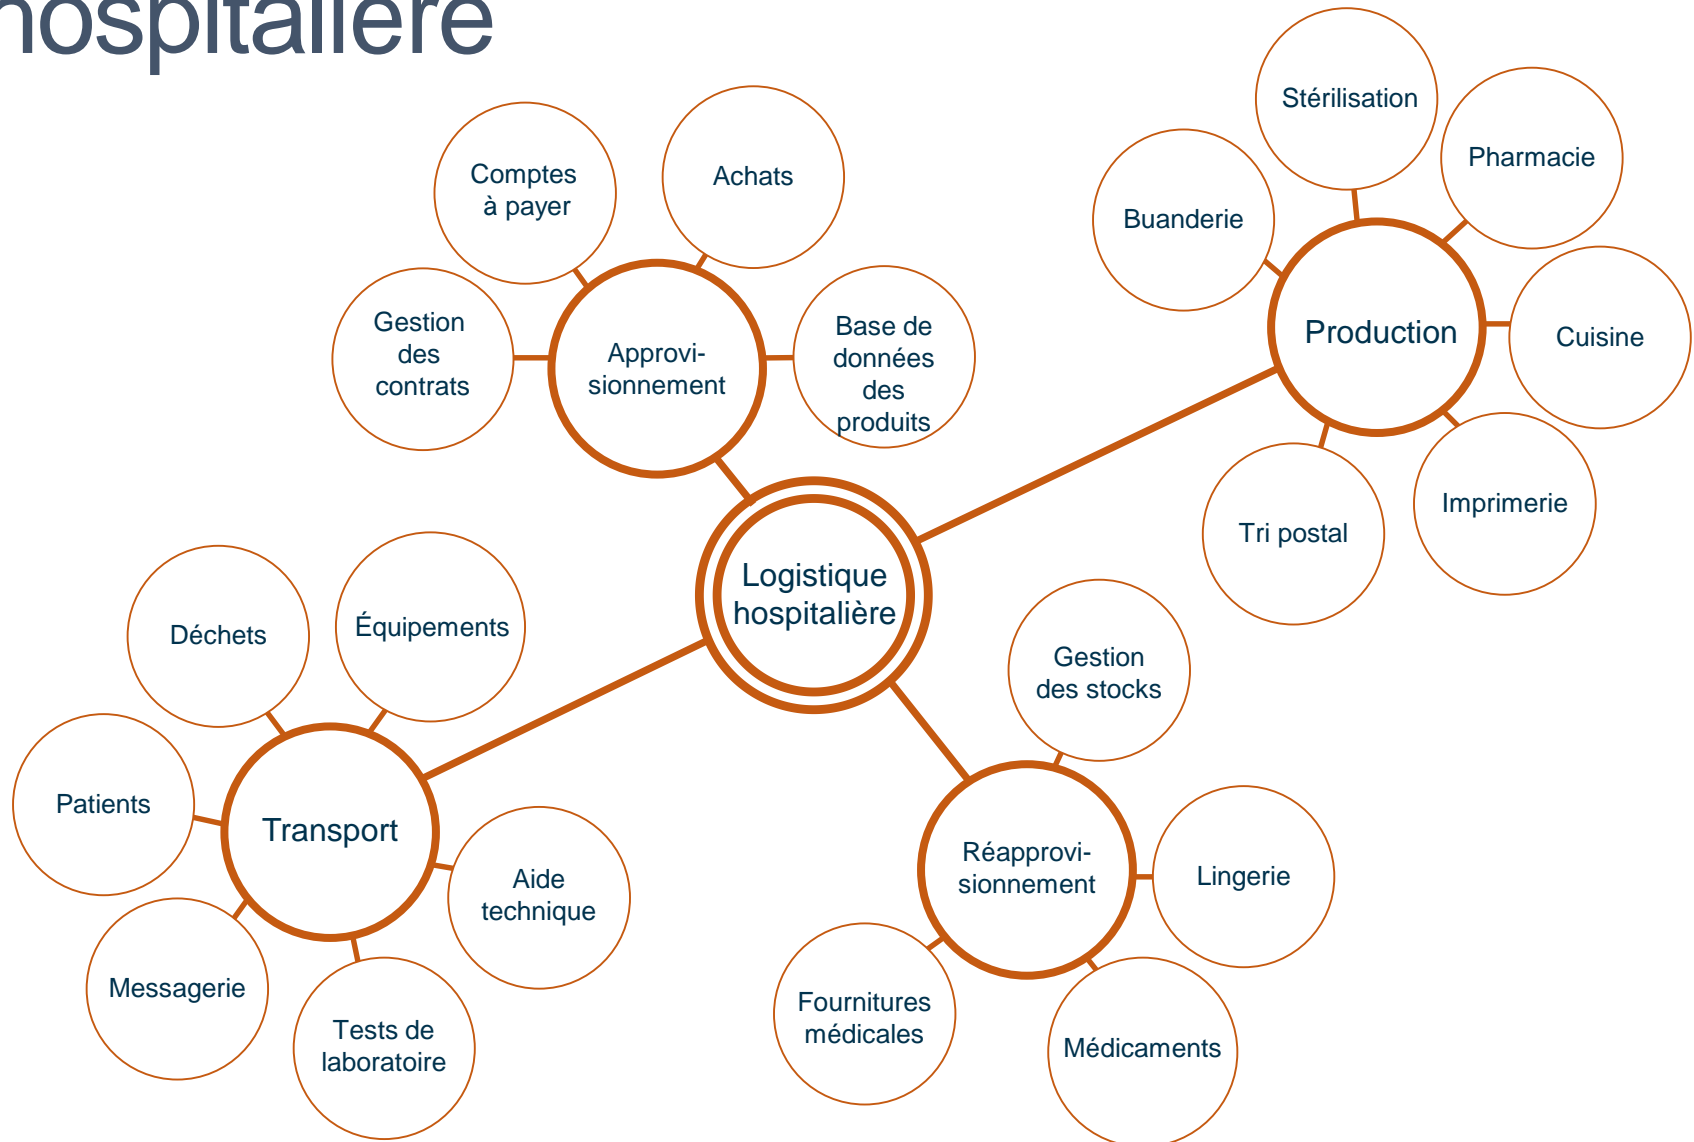 hospitalière
Comptes
à payer
Achats
Gestion
des
contrats
Approvi-
sionnement
Base de
données
des
produits
Stérilisation
Pharmacie
Buanderie
Production
Cuisine
Imprimerie
Tri postal
Logistique
hospitalière
Déchets
Équipements
Patients
Transport
Aide
technique
Messagerie
Tests de
laboratoire
Gestion
des stocks
Réapprovi-
sionnement
Lingerie
Fournitures
médicales
Médicaments